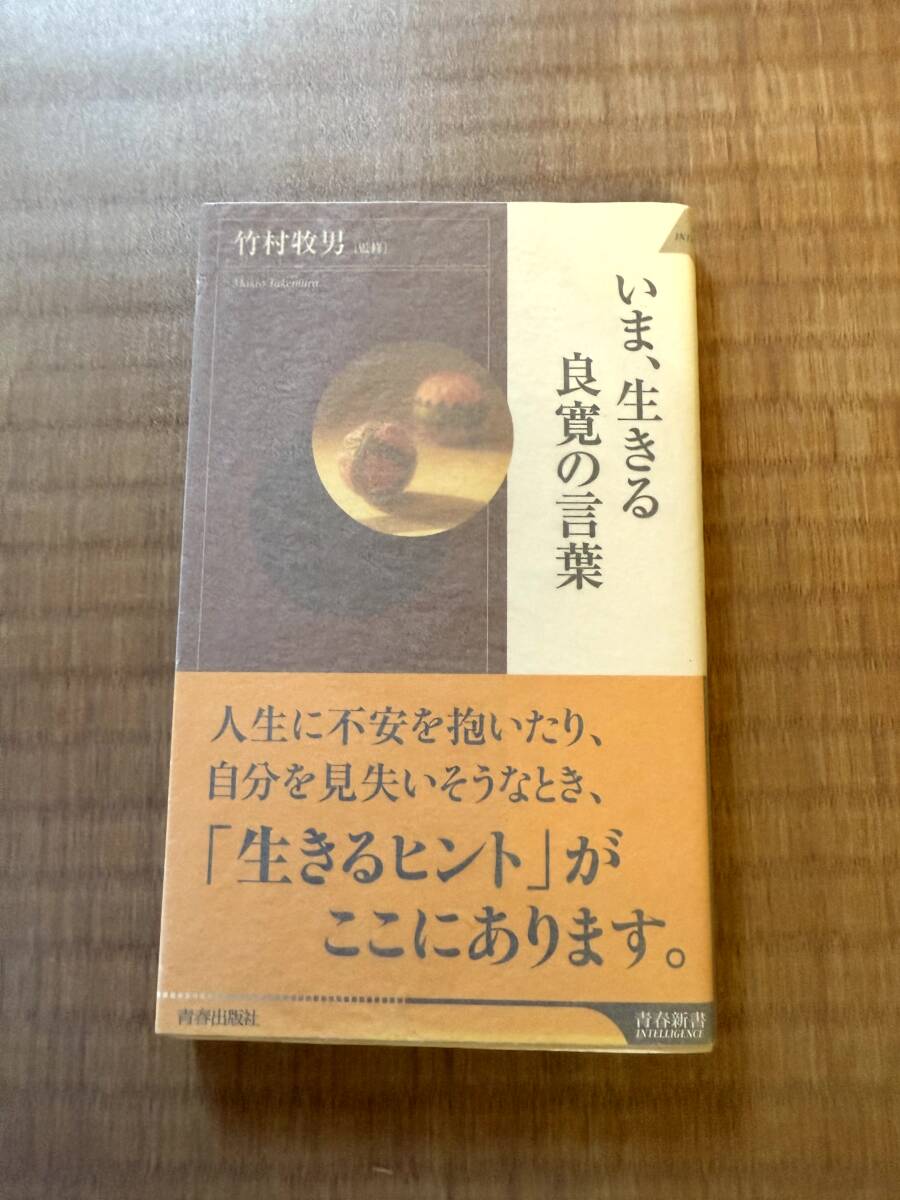 竹村牧男[監修]
Makio Takemura
いま、生きる
良寛の言葉
人生に不安を抱いたり、
自分を見失いそうなとき、
「生きるヒント」が
ここにあります。
青春出版社
青春新書
INTELLIGENCE